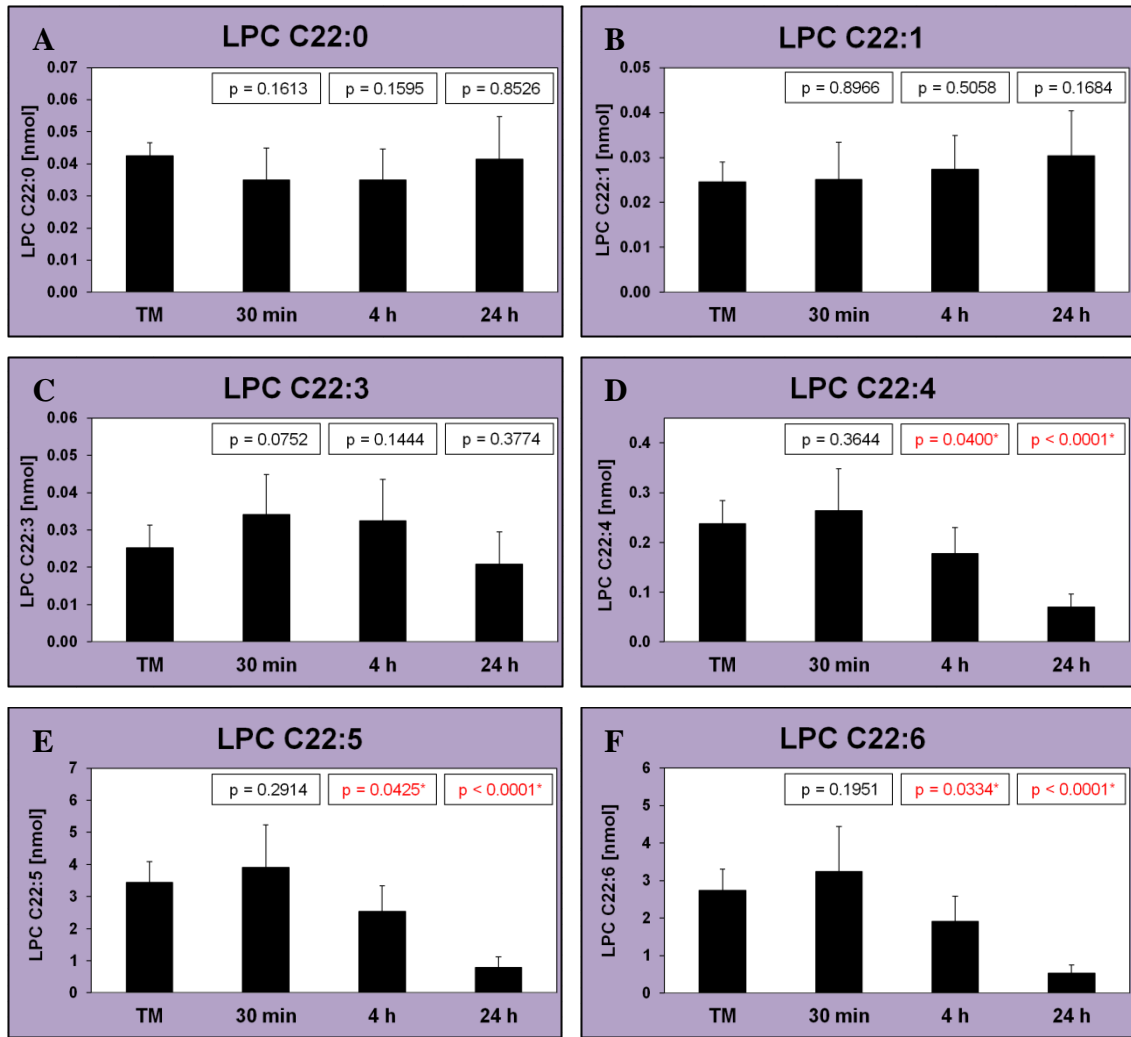 A
LPC C22:0
LPC C22:0 [nmol]
0.07
0.06
0.05
0.04
0.03
0.02
0.01
0.00
p = 0.1613 p = 0.1595 p = 0.8526
TM 30 min 4 h 24 h
B
LPC C22:1
LPC C22:1 [nmol]
0.05
0.04
0.03
0.02
0.01
0.00
p = 0.8966 p = 0.5058 p = 0.1684
TM 30 min 4 h 24 h
C
LPC C22:3
LPC C22:3 [nmol]
0.06
0.05
0.04
0.03
0.02
0.01
0.00
p = 0.0752 p = 0.1444 p = 0.3774
TM 30 min 4 h 24 h
D
LPC C22:4
LPC C22:4 [nmol]
0.4
0.3
0.2
0.1
0.0
p = 0.3644 p = 0.0400* p < 0.0001*
TM 30 min 4 h 24 h
E
LPC C22:5
LPC C22:5 [nmol]
7
6
5
4
3
2
1
0
p = 0.2914 p = 0.0425* p < 0.0001*
TM 30 min 4 h 24 h
F
LPC C22:6
LPC C22:6 [nmol]
6
5
4
3
2
1
0
p = 0.1951 p = 0.0334* p < 0.0001*
TM 30 min 4 h 24 h